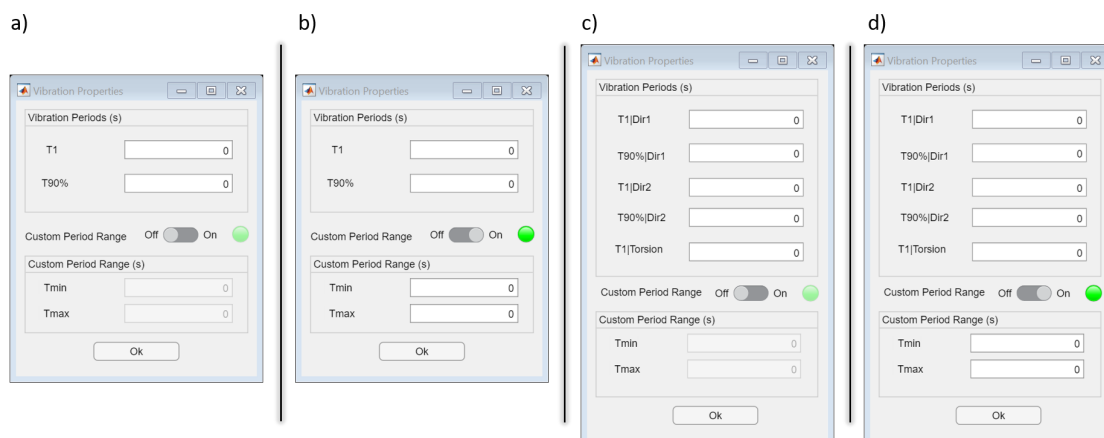 a)
Vibration Properties
Vibration Periods (s)
T1 0
T90% 0
Custom Period Range Off On
Custom Period Range (s)
Tmin 0
Tmax 0
Ok
b)
Vibration Properties
Vibration Periods (s)
T1 0
T90% 0
Custom Period Range Off On
Custom Period Range (s)
Tmin 0
Tmax 0
Ok
c)
Vibration Properties
Vibration Periods (s)
T1|Dir1 0
T90%|Dir1 0
T1|Dir2 0
T90%|Dir2 0
T1|Torsion 0
Custom Period Range Off On
Custom Period Range (s)
Tmin 0
Tmax 0
Ok
d)
Vibration Properties
Vibration Periods (s)
T1|Dir1 0
T90%|Dir1 0
T1|Dir2 0
T90%|Dir2 0
T1|Torsion 0
Custom Period Range Off On
Custom Period Range (s)
Tmin 0
Tmax 0
Ok